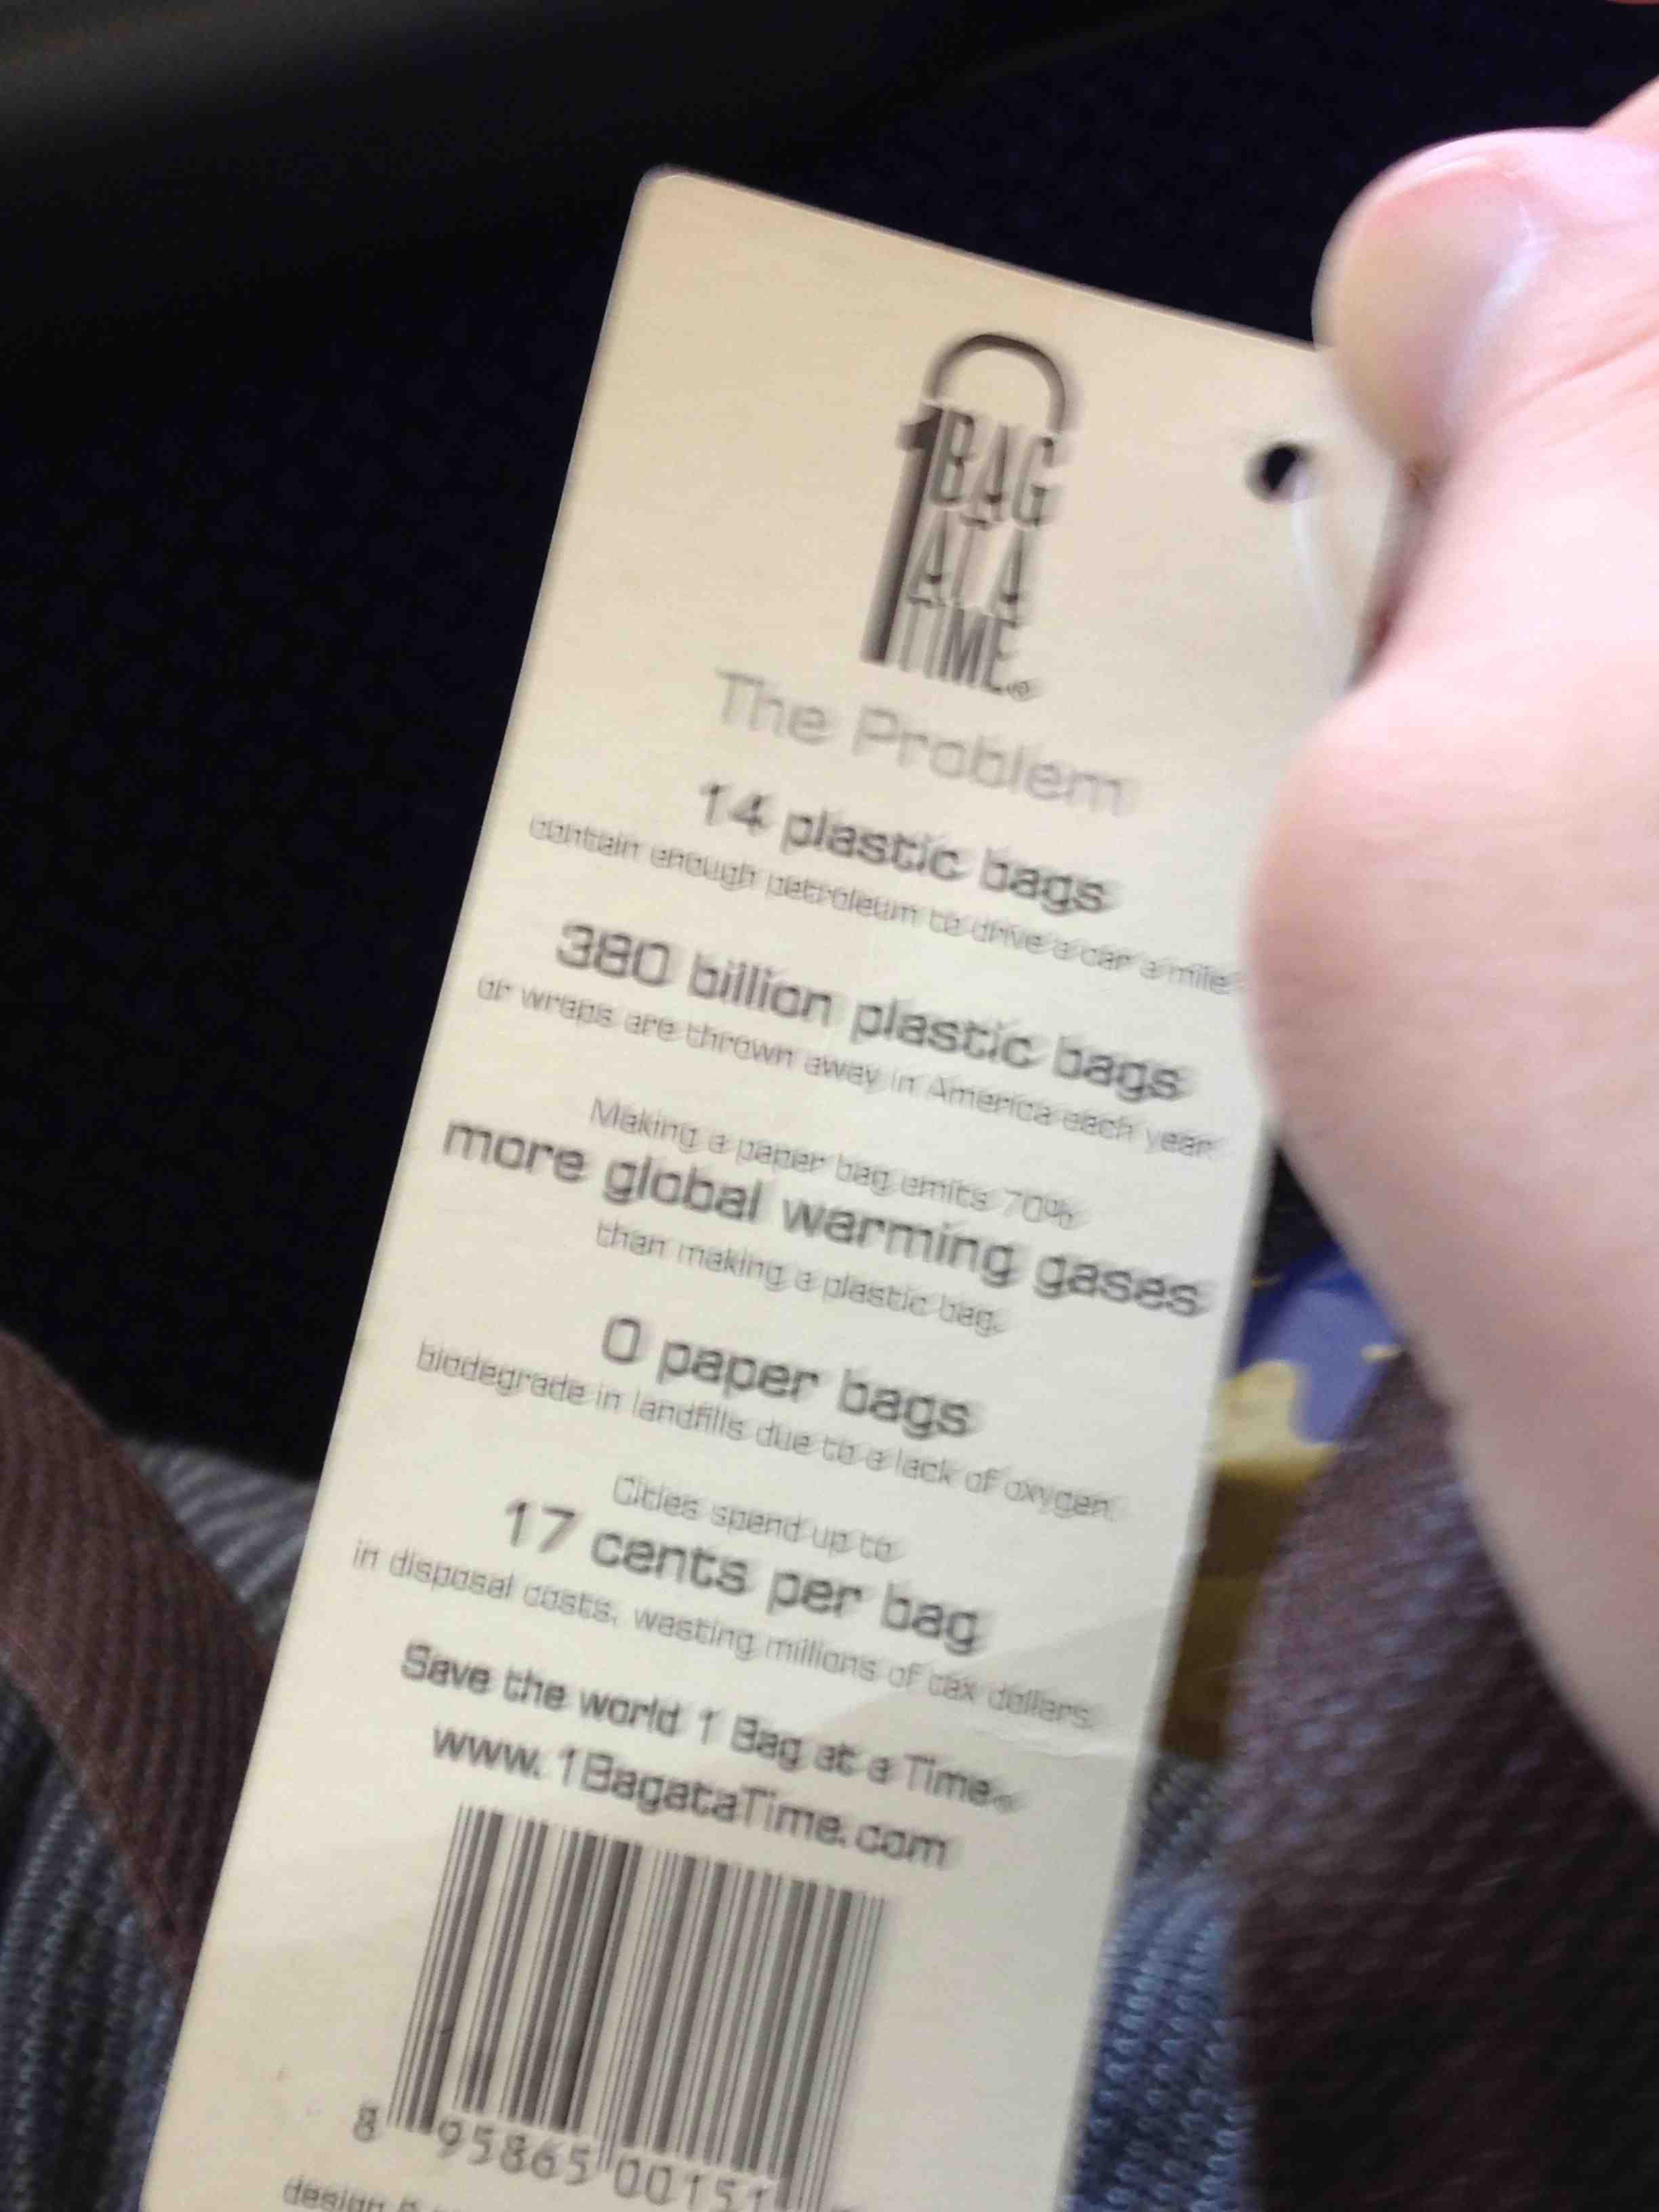 1 BAG
AT A
TIME®
The Problem
14 plastic bags
contain enough petroleum to drive a car a mile
380 billion plastic bags
or wraps are thrown away in America each year
Making a paper bag emits 70%
more global warming gases
than making a plastic bag.
0 paper bags
biodegrade in landfills due to a lack of oxygen.
Cities spend up to
17 cents per bag
in disposal costs, wasting millions of tax dollars.
Save the world 1 Bag at a Time®
www.1BagataTime.com
8 95865 00151
design